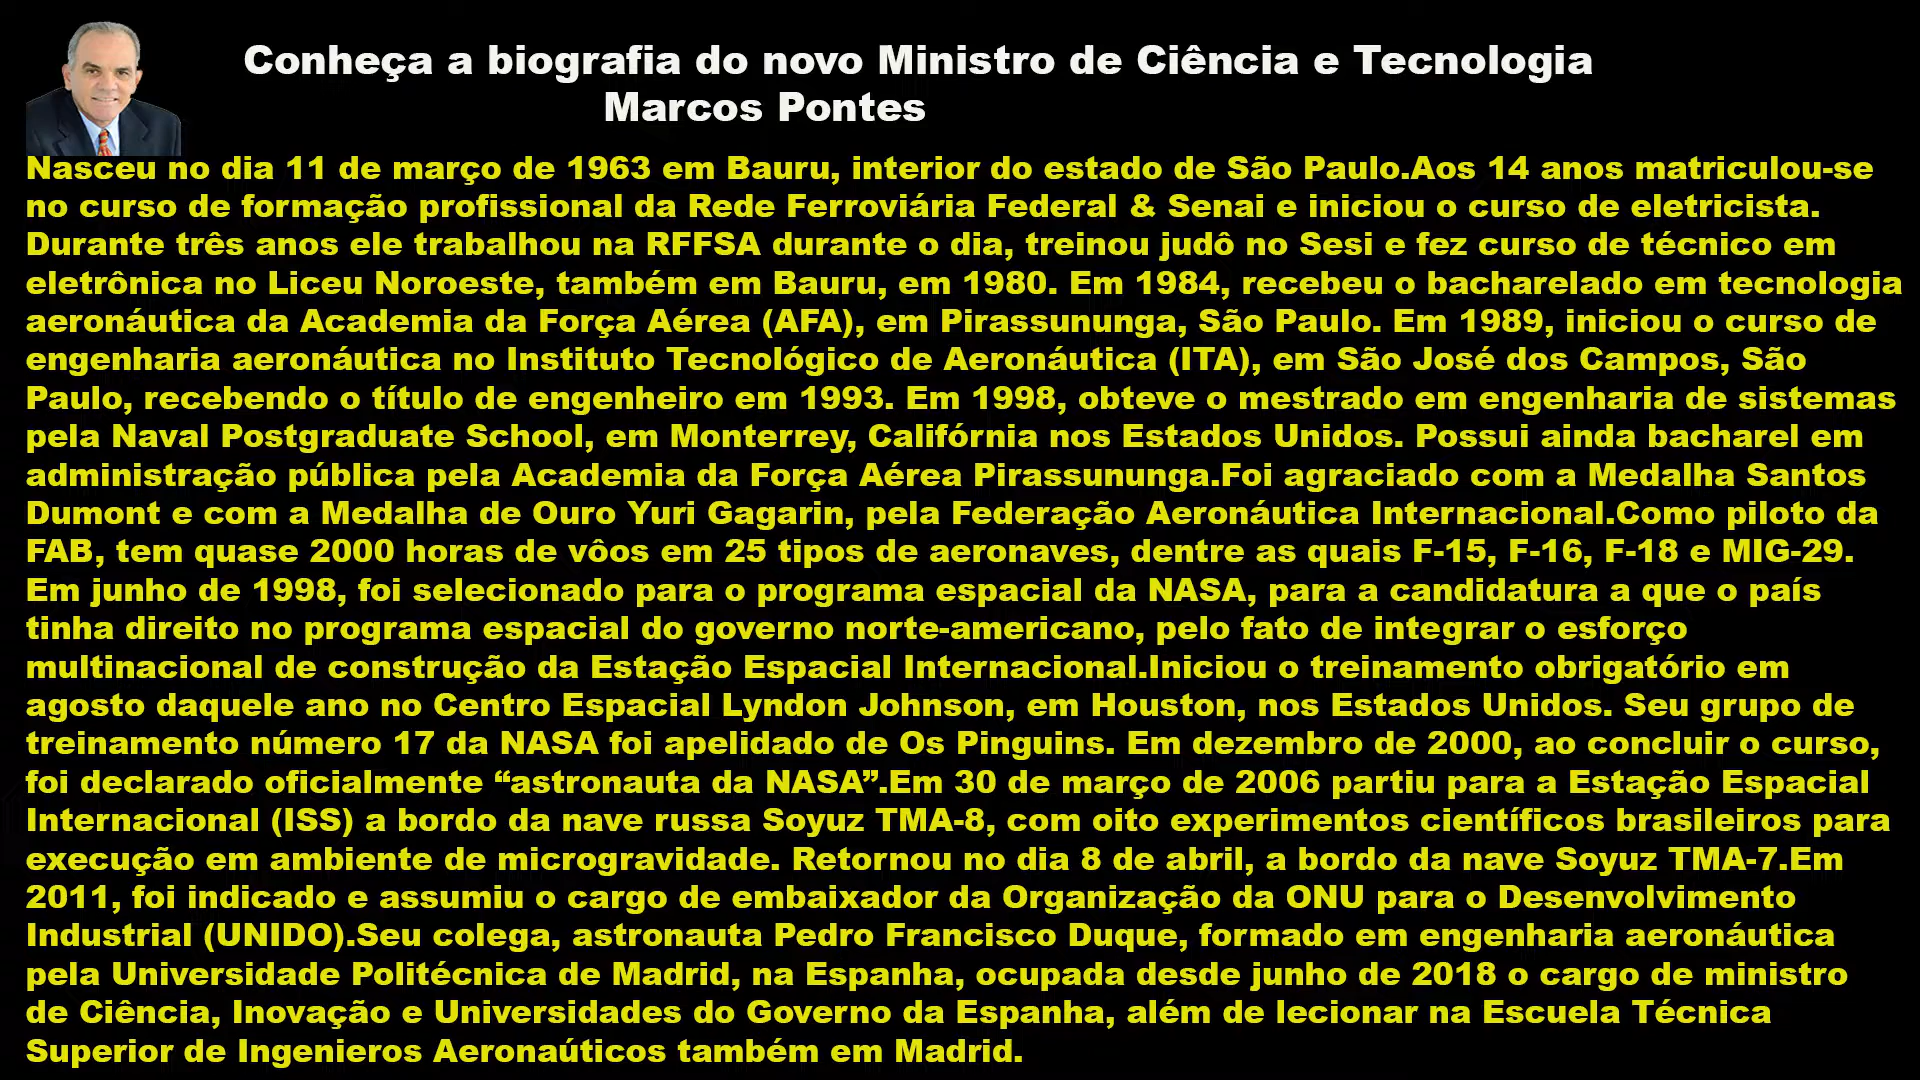 Conheça a biografia do novo Ministro de Ciência e Tecnologia
Marcos Pontes
Nasceu no dia 11 de março de 1963 em Bauru, interior do estado de São Paulo.Aos 14 anos matriculou-se
no curso de formação profissional da Rede Ferroviária Federal & Senai e iniciou o curso de eletricista.
Durante três anos ele trabalhou na RFFSA durante o dia, treinou judô no Sesi e fez curso de técnico em
eletrônica no Liceu Noroeste, também em Bauru, em 1980. Em 1984, recebeu o bacharelado em tecnologia
aeronáutica da Academia da Força Aérea (AFA), em Pirassununga, São Paulo. Em 1989, iniciou o curso de
engenharia aeronáutica no Instituto Tecnológico de Aeronáutica (ITA), em São José dos Campos, São
Paulo, recebendo o título de engenheiro em 1993. Em 1998, obteve o mestrado em engenharia de sistemas
pela Naval Postgraduate School, em Monterrey, Califórnia nos Estados Unidos. Possui ainda bacharel em
administração pública pela Academia da Força Aérea Pirassununga.Foi agraciado com a Medalha Santos
Dumont e com a Medalha de Ouro Yuri Gagarin, pela Federação Aeronáutica Internacional.Como piloto da
FAB, tem quase 2000 horas de vôos em 25 tipos de aeronaves, dentre as quais F-15, F-16, F-18 e MIG-29.
Em junho de 1998, foi selecionado para o programa espacial da NASA, para a candidatura a que o país
tinha direito no programa espacial do governo norte-americano, pelo fato de integrar o esforço
multinacional de construção da Estação Espacial Internacional.Iniciou o treinamento obrigatório em
agosto daquele ano no Centro Espacial Lyndon Johnson, em Houston, nos Estados Unidos. Seu grupo de
treinamento número 17 da NASA foi apelidado de Os Pinguins. Em dezembro de 2000, ao concluir o curso,
foi declarado oficialmente “astronauta da NASA”.Em 30 de março de 2006 partiu para a Estação Espacial
Internacional (ISS) a bordo da nave russa Soyuz TMA-8, com oito experimentos científicos brasileiros para
execução em ambiente de microgravidade. Retornou no dia 8 de abril, a bordo da nave Soyuz TMA-7.Em
2011, foi indicado e assumiu o cargo de embaixador da Organização da ONU para o Desenvolvimento
Industrial (UNIDO).Seu colega, astronauta Pedro Francisco Duque, formado em engenharia aeronáutica
pela Universidade Politécnica de Madrid, na Espanha, ocupada desde junho de 2018 o cargo de ministro
de Ciência, Inovação e Universidades do Governo da Espanha, além de lecionar na Escuela Técnica
Superior de Ingenieros Aeronaúticos também em Madrid.